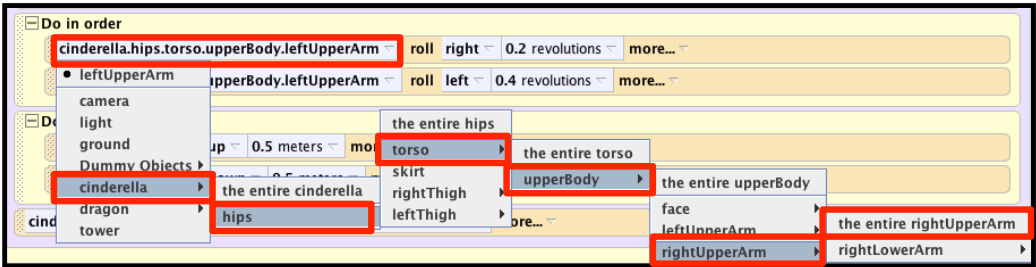 Do in order
cinderella.hips.torso.upperBody.leftUpperArm roll right 0.2 revolutions more...
leftUpperArm
upperBody.leftUpperArm roll left 0.4 revolutions more...
camera
light
ground
Dummy Objects
cinderella
dragon
tower
up 0.5 meters
the entire cinderella
hips
the entire hips
torso
skirt
rightThigh
leftThigh
the entire torso
upperBody
the entire upperBody
face
leftUpperArm
rightUpperArm
the entire rightUpperArm
rightLowerArm